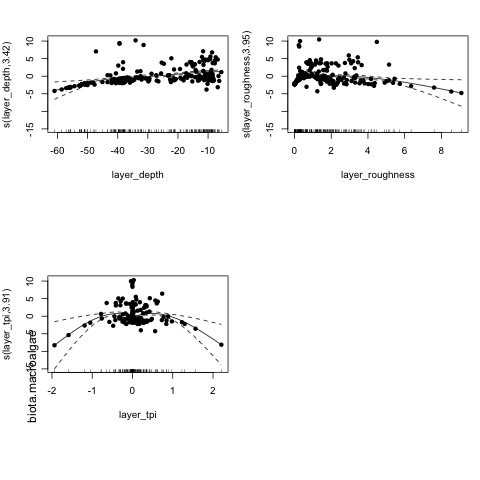 s(layer_depth,3.42)
10
5
0
-5
-15
-60 -50 -40 -30 -20 -10
layer_depth
s(layer_roughness,3.95)
10
5
0
-5
-15
0 2 4 6 8
layer_roughness
s(layer_tpi,3.91)
10
5
0
-5
-2 -1 0 1 2
layer_tpi
biota.macroalgae